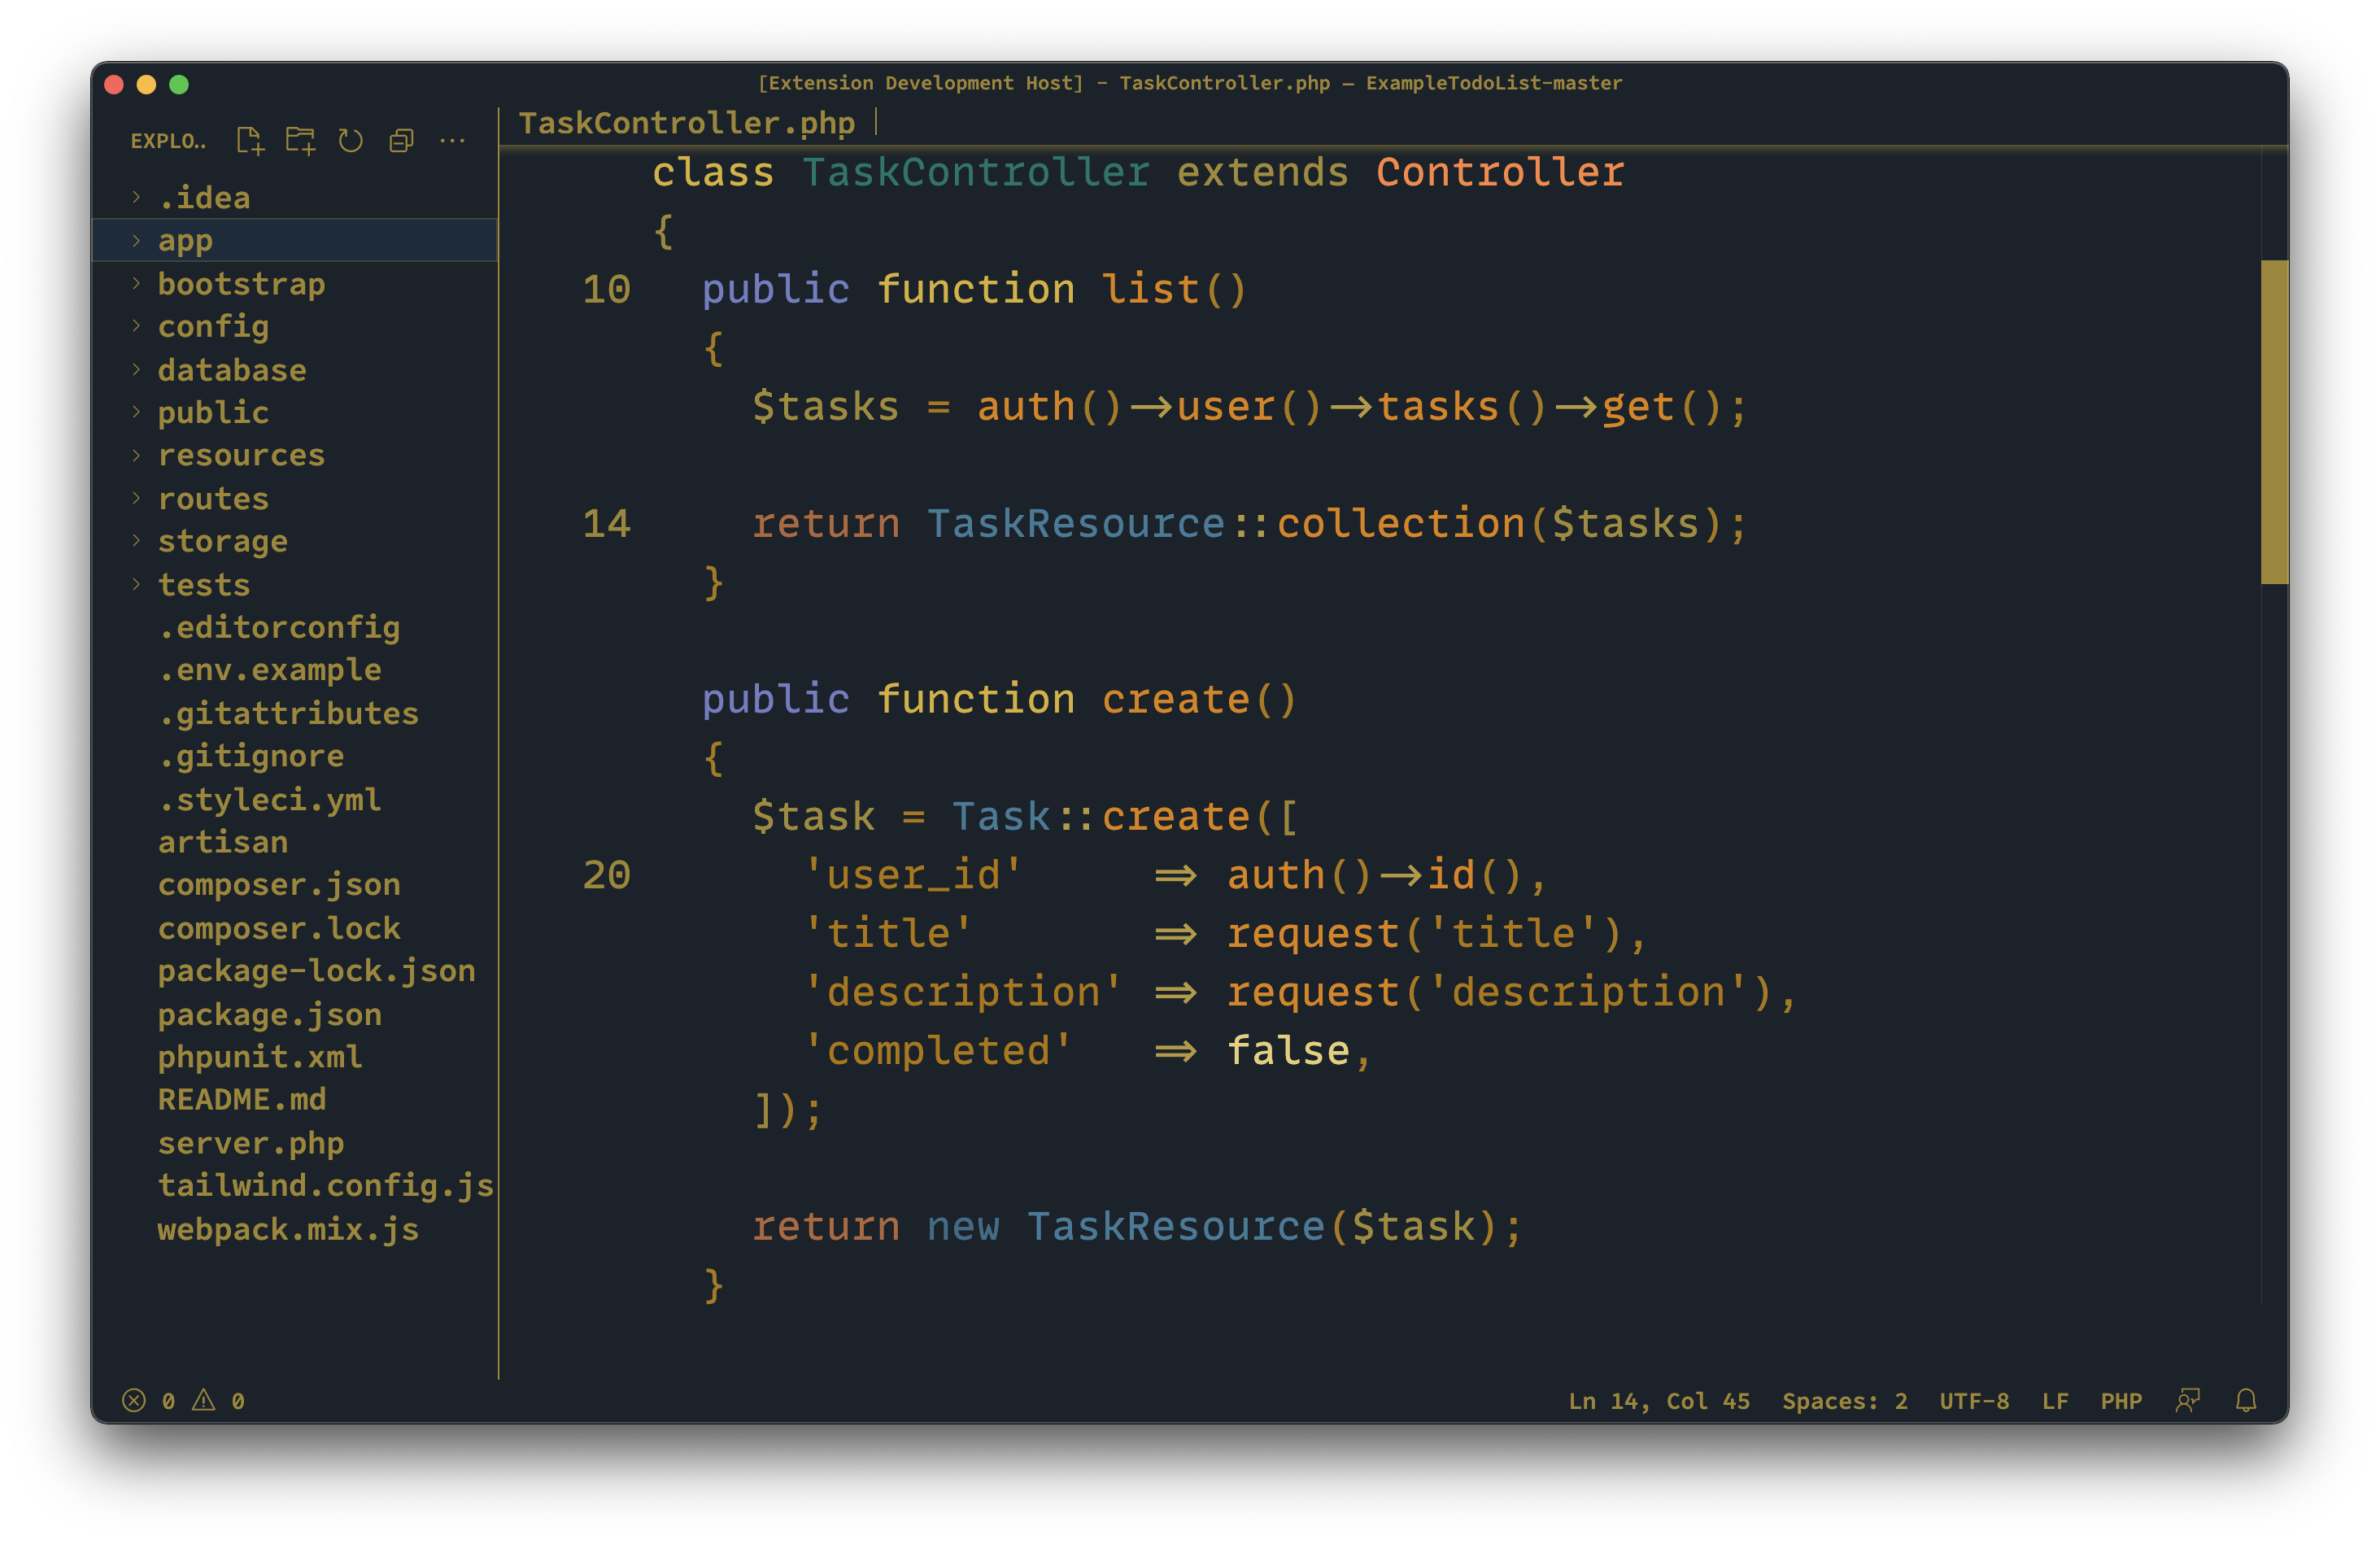 [Extension Development Host] - TaskController.php — ExampleTodoList-master
EXPLO..
.idea
app
bootstrap
config
database
public
resources
routes
storage
tests
.editorconfig
.env.example
.gitattributes
.gitignore
.styleci.yml
artisan
composer.json
composer.lock
package-lock.json
package.json
phpunit.xml
README.md
server.php
tailwind.config.js
webpack.mix.js
TaskController.php
class TaskController extends Controller
{
10 public function list()
{
$tasks = auth()->user()->tasks()->get();
14 return TaskResource::collection($tasks);
}
public function create()
{
$task = Task::create([
20 'user_id' => auth()->id(),
'title' => request('title'),
'description' => request('description'),
'completed' => false,
]);
return new TaskResource($task);
}
0 0
Ln 14, Col 45 Spaces: 2 UTF-8 LF PHP